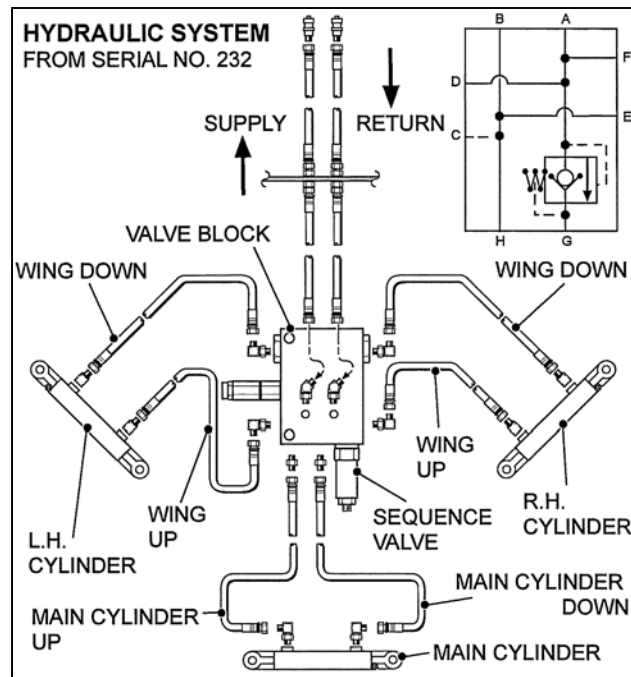 HYDRAULIC SYSTEM
FROM SERIAL NO. 232
B
A
F
D
E
C
H
G
SUPPLY
RETURN
VALVE BLOCK
WING DOWN
WING DOWN
WING
UP
WING
UP
SEQUENCE
VALVE
L.H.
CYLINDER
R.H.
CYLINDER
MAIN CYLINDER
UP
MAIN CYLINDER
DOWN
MAIN CYLINDER